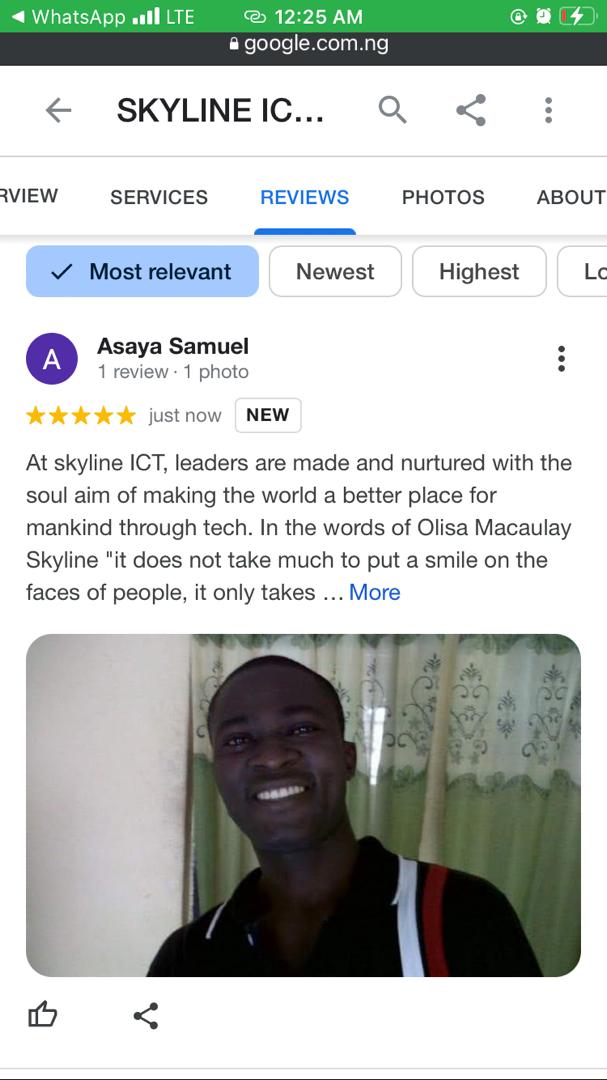 WhatsApp LTE 12:25 AM
google.com.ng
SKYLINE IC...
RVIEW SERVICES REVIEWS PHOTOS ABOUT
Most relevant Newest Highest Lo
A Asaya Samuel
1 review · 1 photo
just now NEW
At skyline ICT, leaders are made and nurtured with the
soul aim of making the world a better place for
mankind through tech. In the words of Olisa Macaulay
Skyline "it does not take much to put a smile on the
faces of people, it only takes ... More